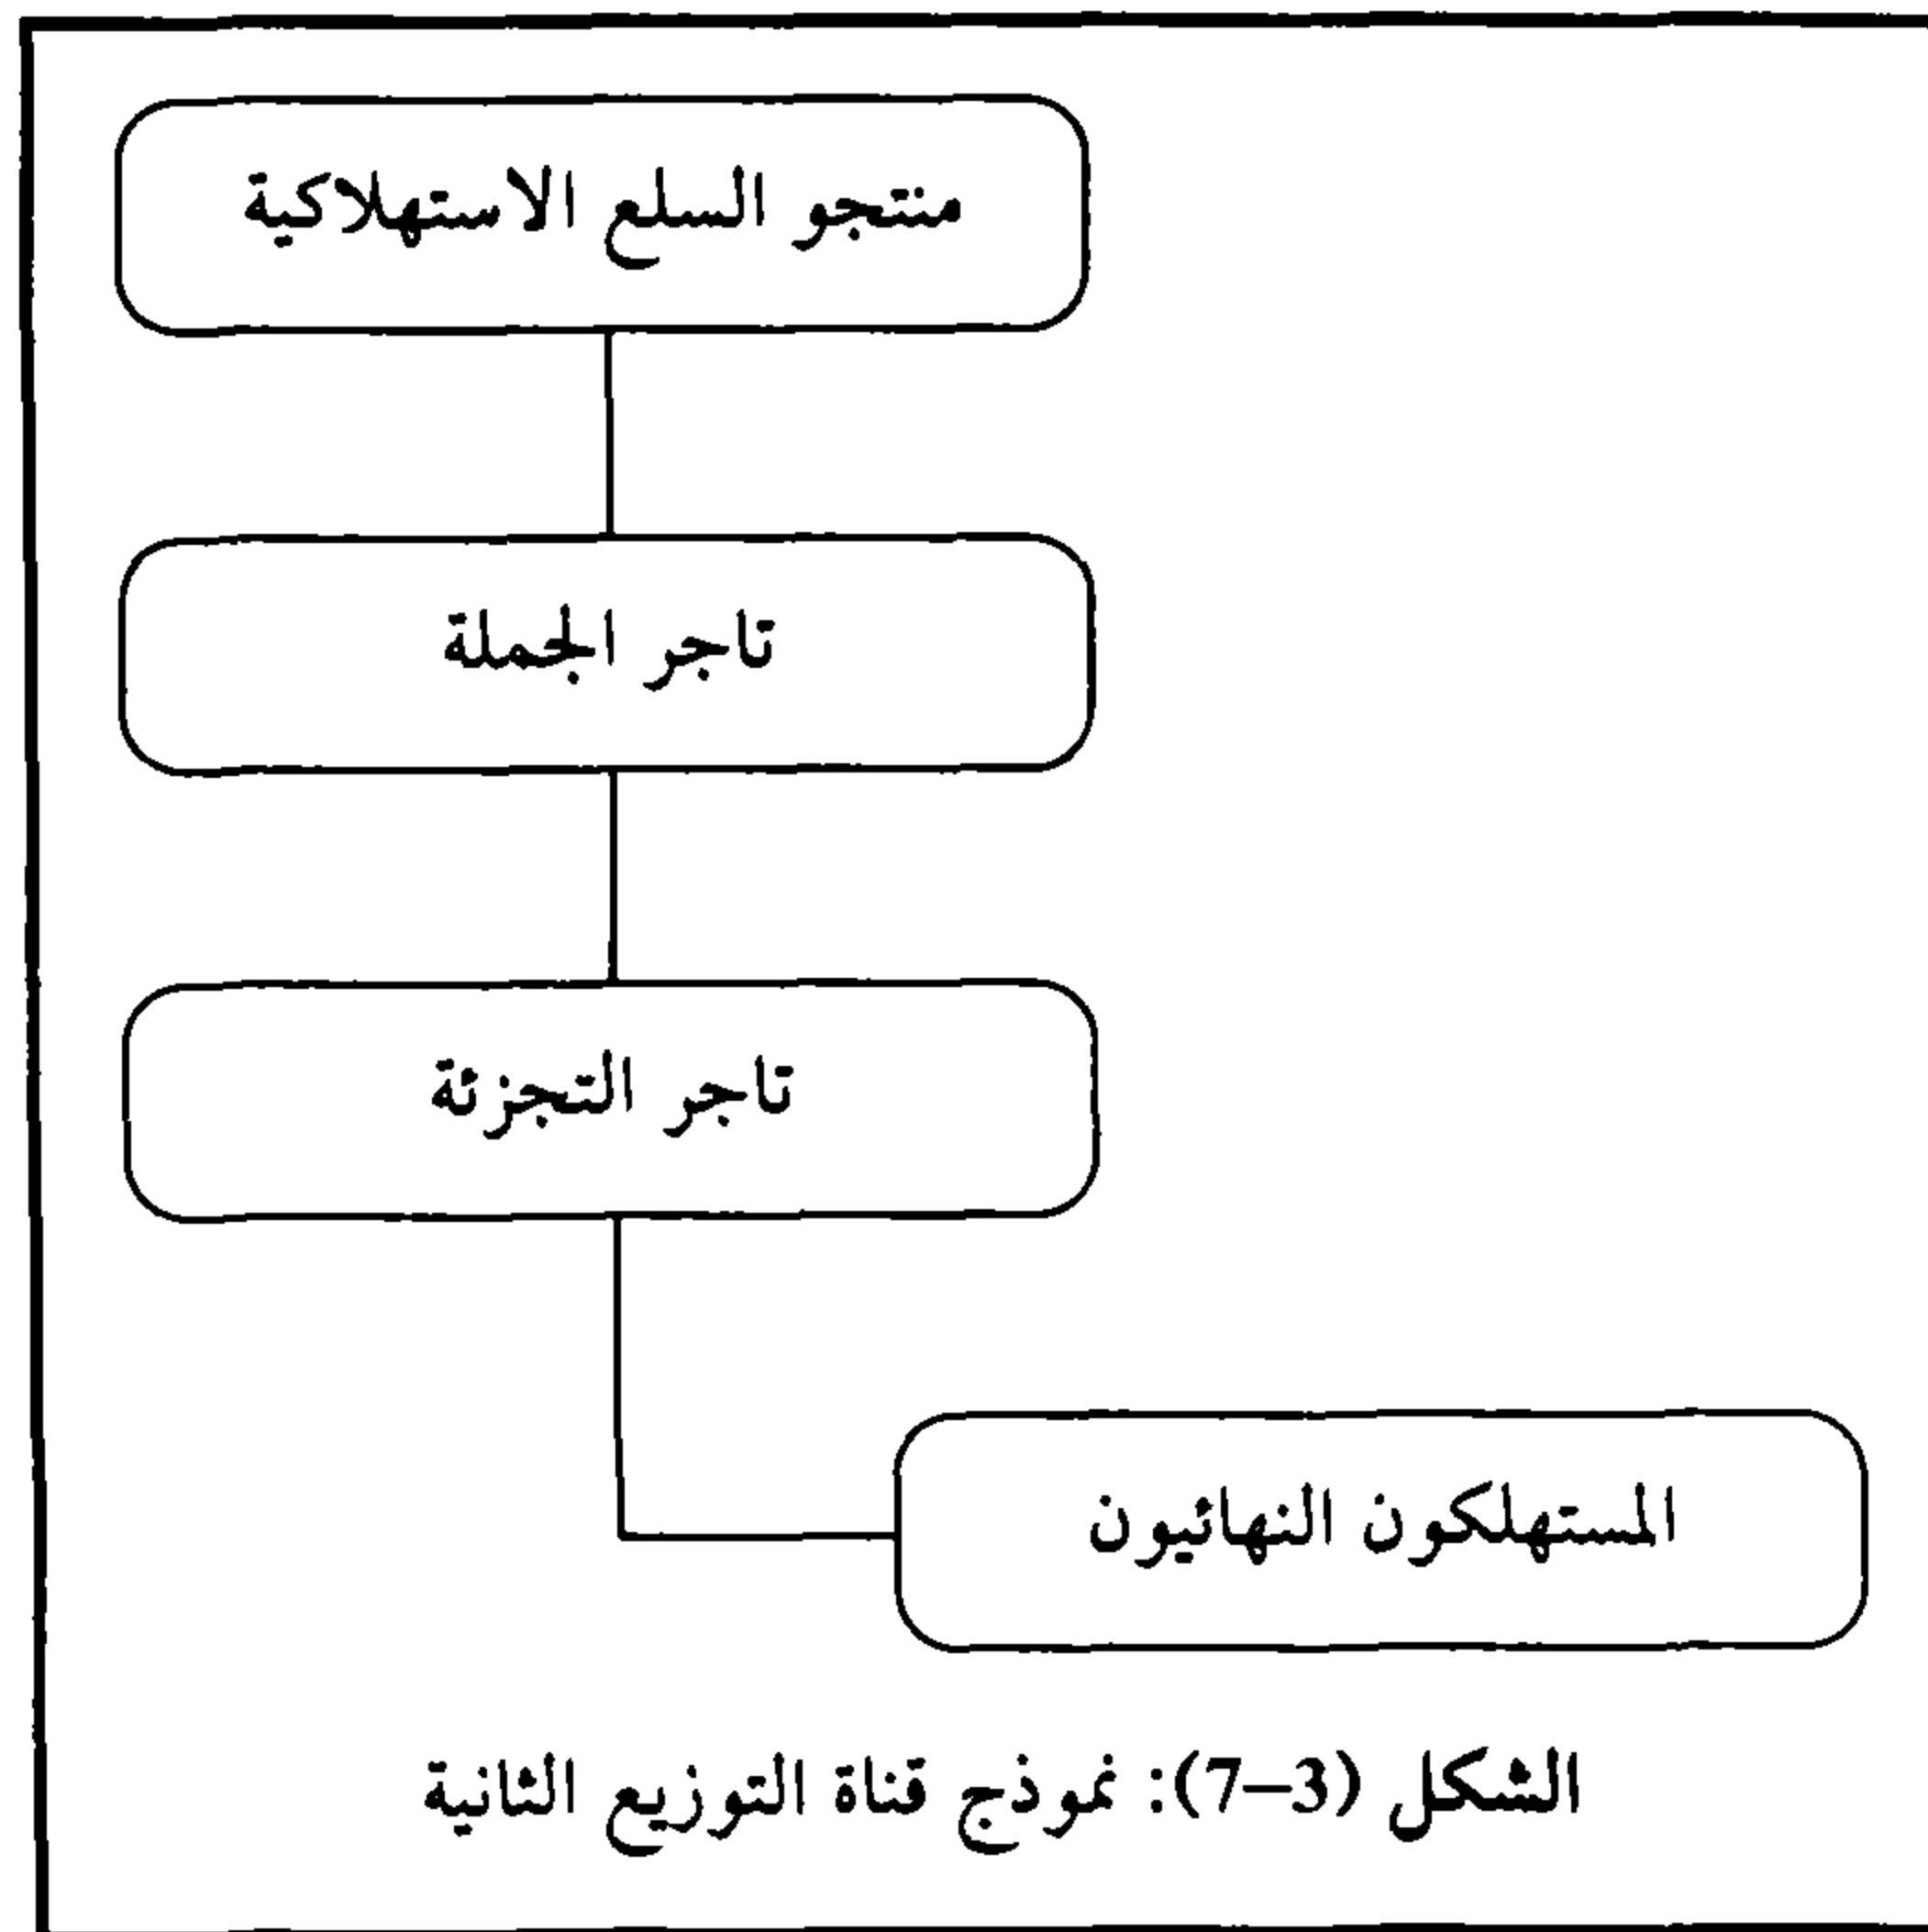 منتجو السلع الاستهلاكية
تاجر الجملة
تاجر التجزئة
المستهلكون النهائيون
الشكل (3–7): نموذج قناة التوزيع الثانية